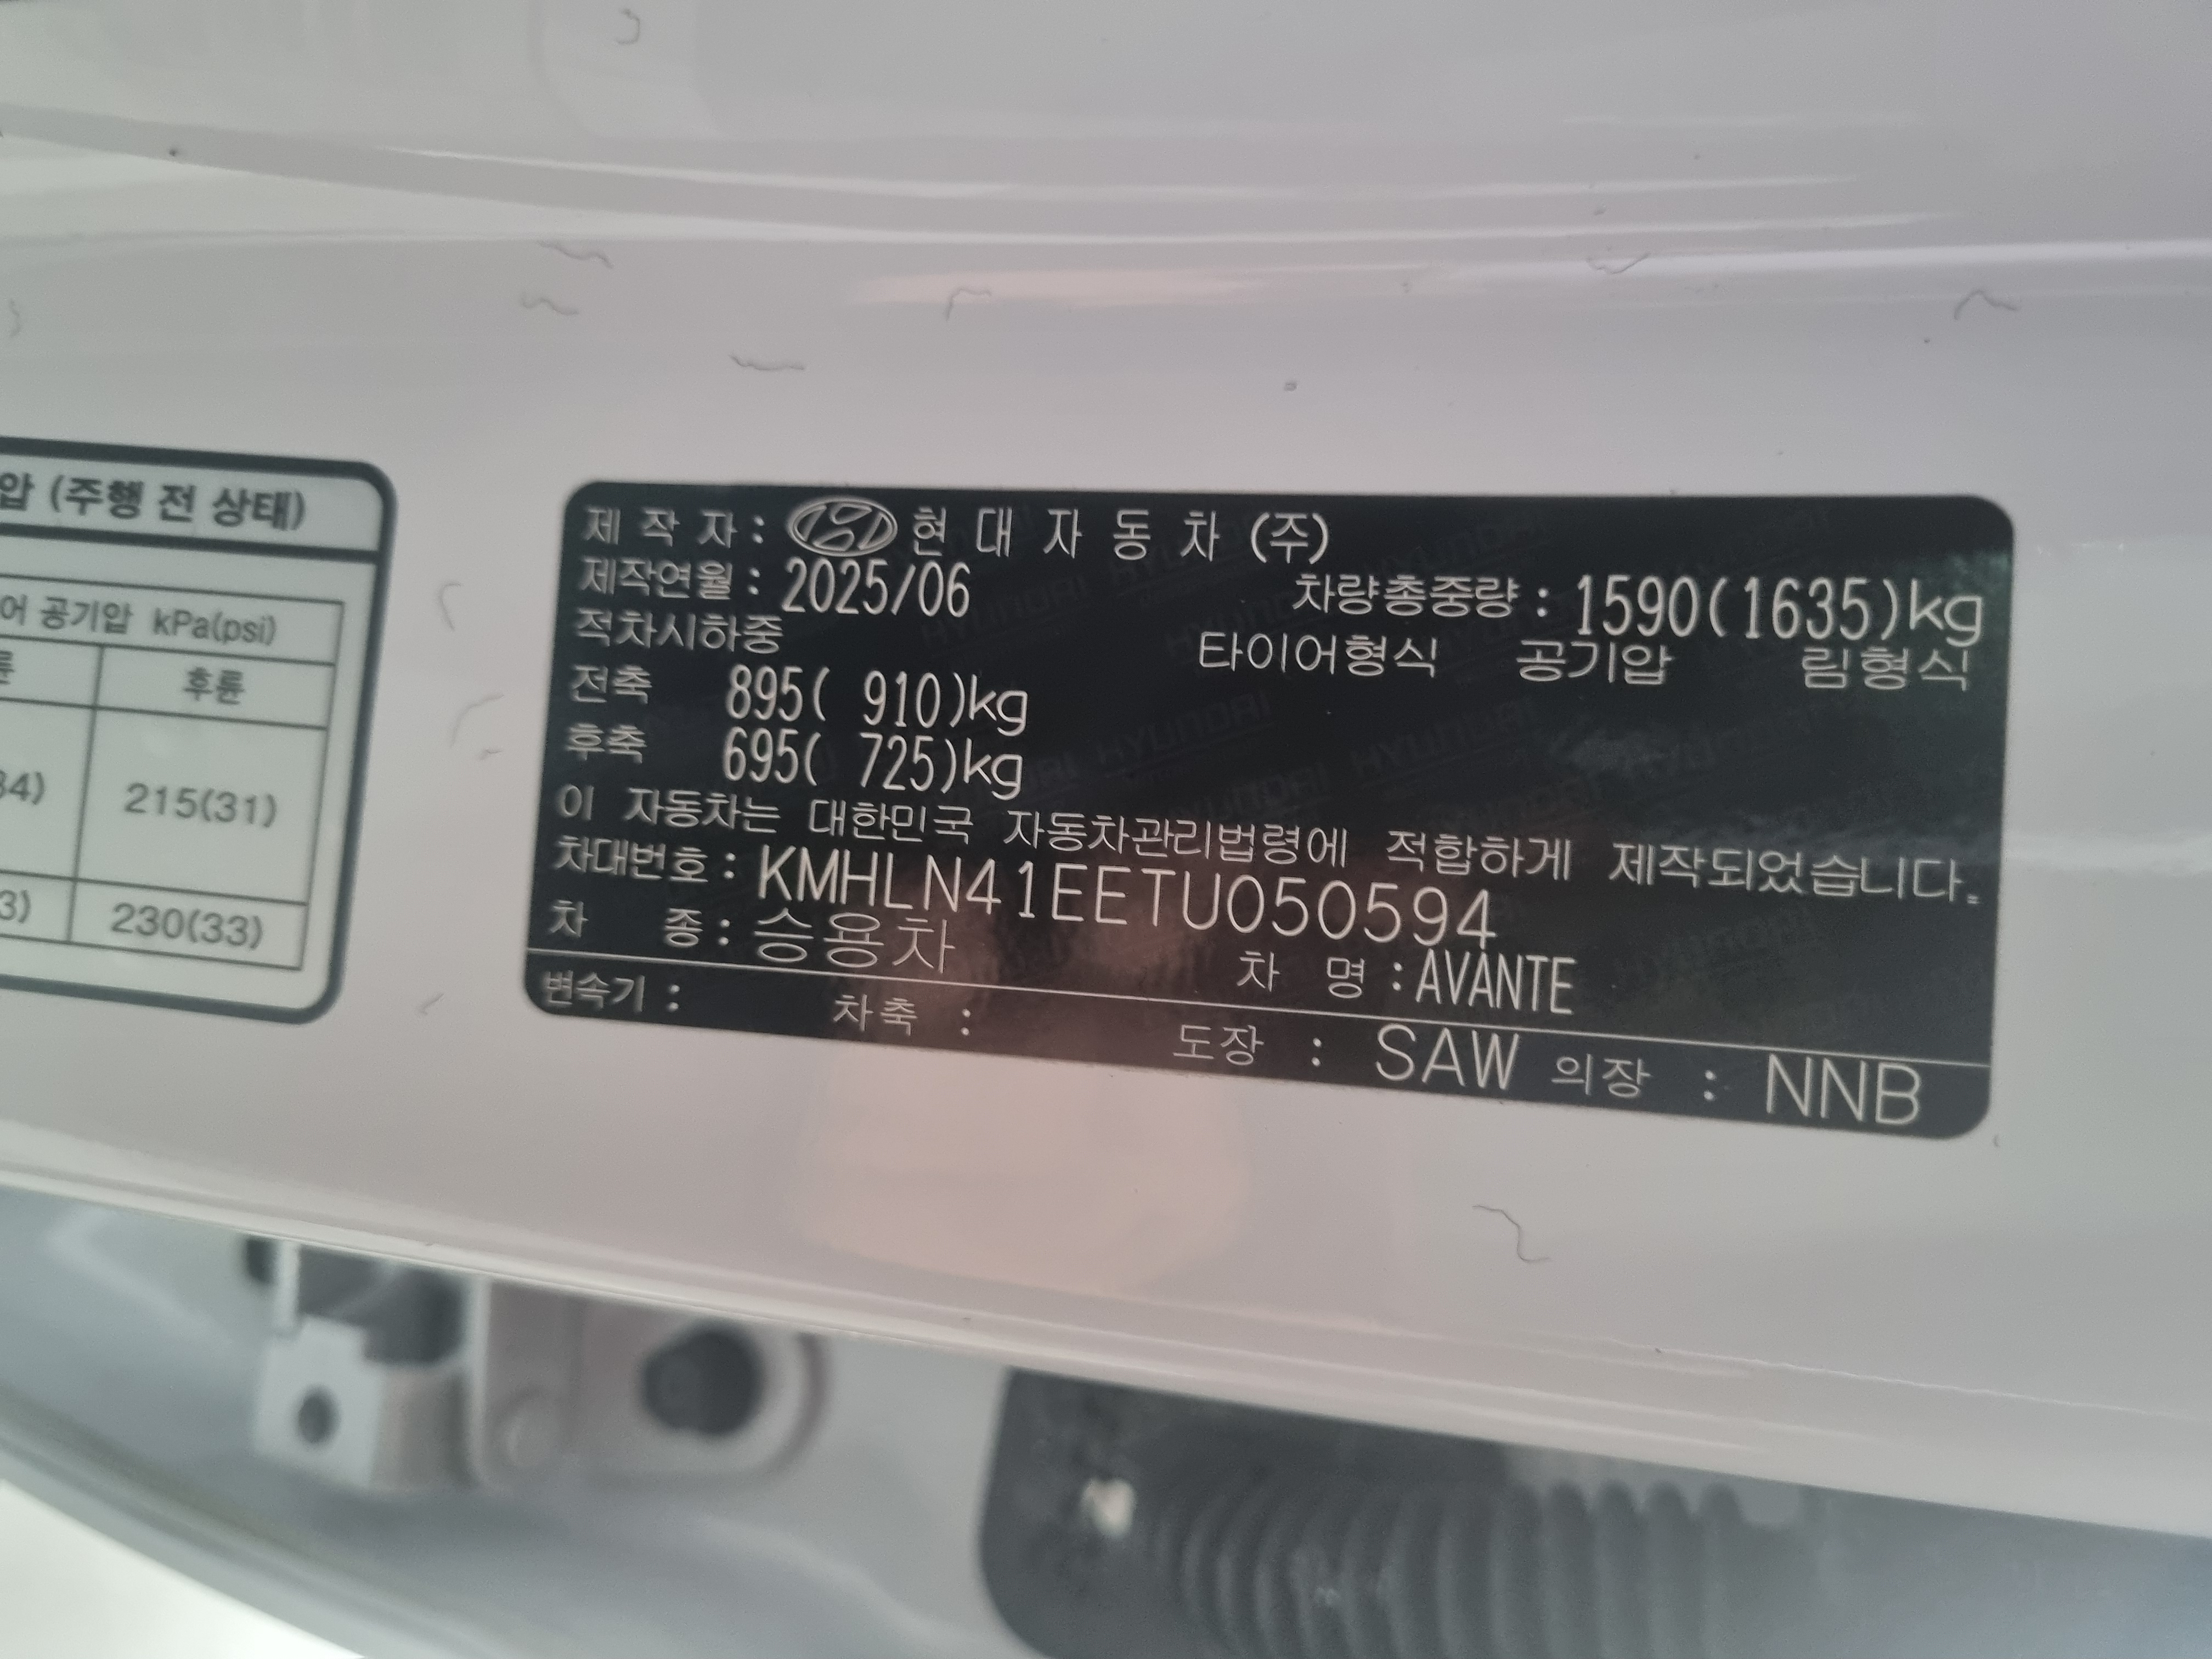 압 (주행 전 상태)
어 공기압 kPa(psi)
후륜
215(31)
230(33)
제 작 자 : 현 대 자 동 차 (주)
제작연월 : 2025/06 차량총중량 : 1590(1635)kg
적차시하중 타이어형식 공기압 림형식
전축 895( 910)kg
후축 695( 725)kg
이 자동차는 대한민국 자동차관리법령에 적합하게 제작되었습니다.
차대번호 : KMHLN41EETU050594
차 종 : 승용차 차 명 : AVANTE
변속기 : 차축 : 도장 : SAW 의장 : NNB